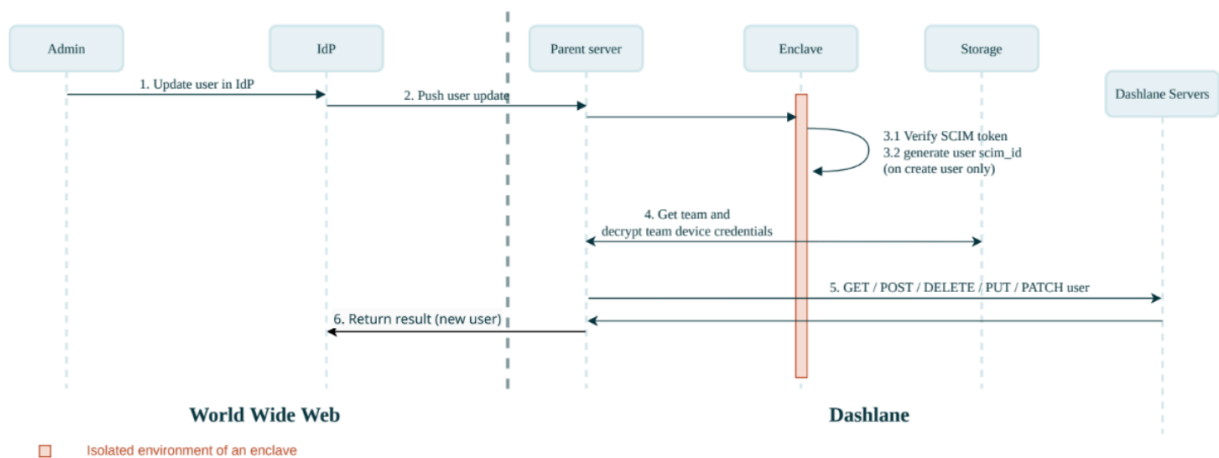 Admin
IdP
Parent server
Enclave
Storage
Dashlane Servers
1. Update user in IdP
2. Push user update
3.1 Verify SCIM token
3.2 generate user scim_id
(on create user only)
4. Get team and
decrypt team device credentials
5. GET / POST / DELETE / PUT / PATCH user
6. Return result (new user)
World Wide Web
Dashlane
Isolated environment of an enclave